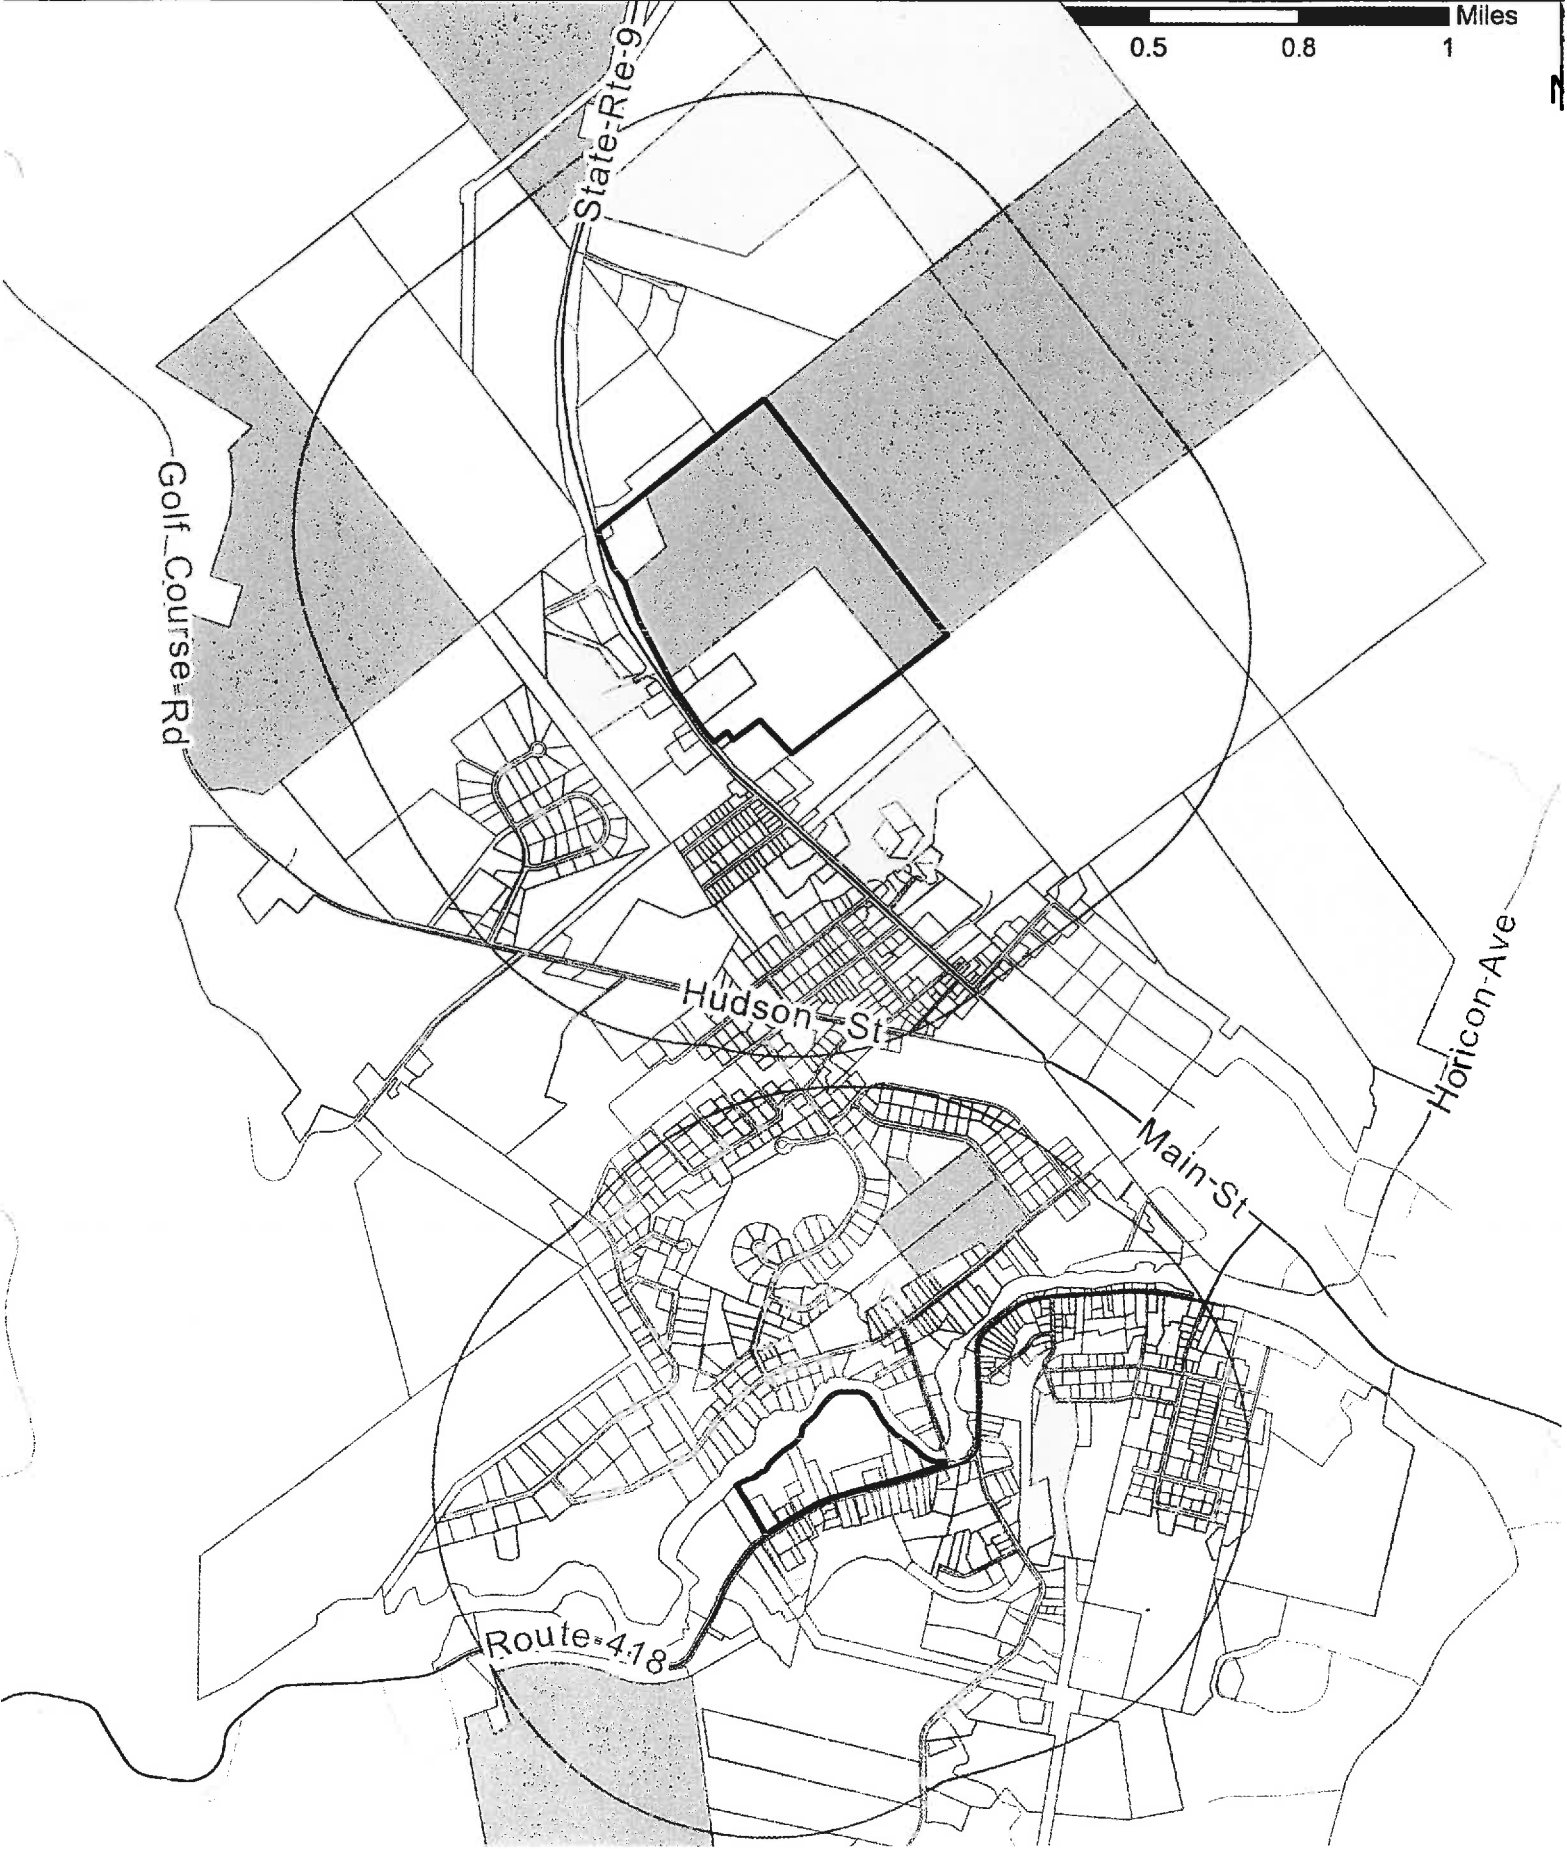 Miles
0.5 0.8 1
N
State-Rte-9
Golf-Course-Rd
Hudson-St
Horicon-Ave
Main-St
Route-418